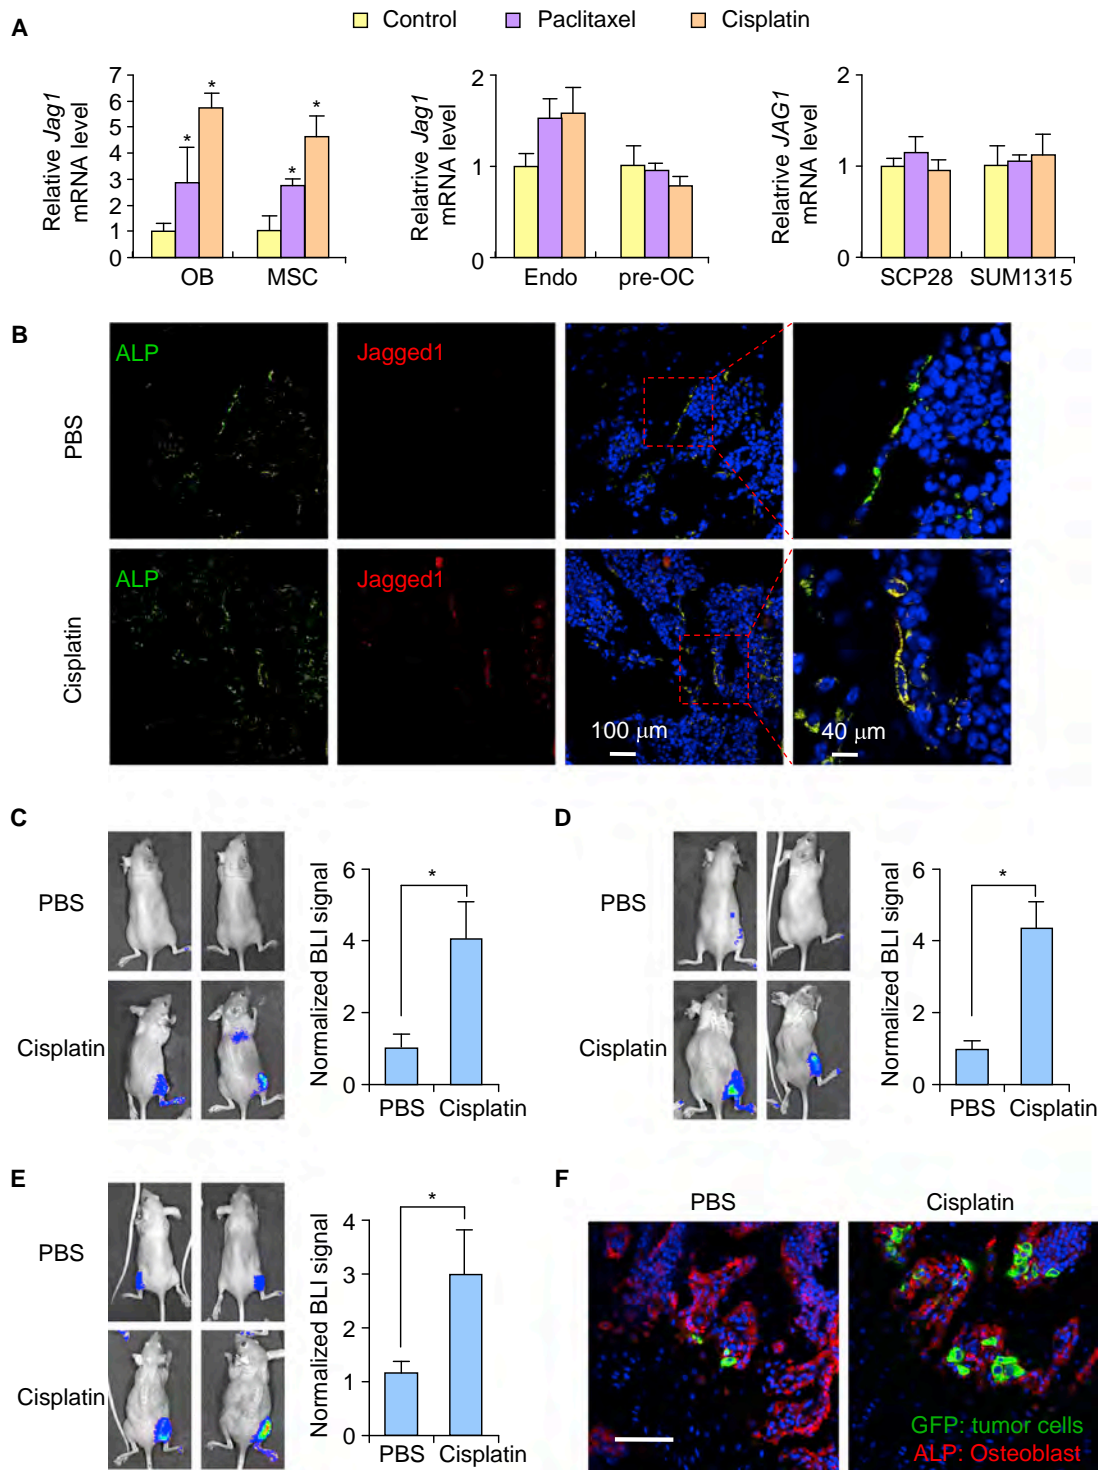 A
Control Paclitaxel Cisplatin
Relative Jag1
mRNA level
7
6
5
4
3
2
1
0
* * * *
OB MSC
Relatrive Jag1
mRNA level
2
1
0
Endo pre-OC
Relative JAG1
mRNA level
2
1
0
SCP28 SUM1315
B
PBS
ALP
Jagged1
Cisplatin
ALP
Jagged1
100 μm
40 μm
C
PBS
Cisplatin
Normalized BLI signal
6
4
2
0
*
PBS Cisplatin
D
PBS
Cisplatin
Normalized BLI signal
6
4
2
0
*
PBS Cisplatin
E
PBS
Cisplatin
Normalized BLI signal
4
3
2
1
0
*
PBS Cisplatin
F
PBS Cisplatin
GFP: tumor cells
ALP: Osteoblast